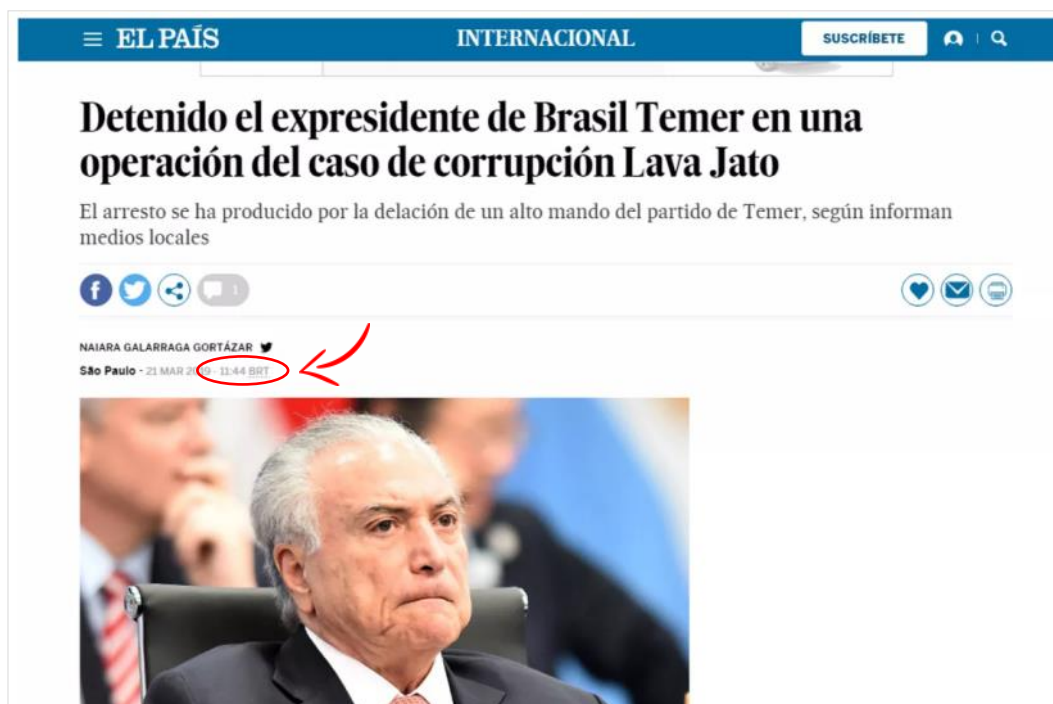 EL PAÍS INTERNACIONAL SUSCRÍBETE
Detenido el expresidente de Brasil Temer en una
operación del caso de corrupción Lava Jato
El arresto se ha producido por la delación de un alto mando del partido de Temer, según informan
medios locales
1
NAIARA GALARRAGA GORTÁZAR
São Paulo - 21 MAR 2019 - 11:44 BRT